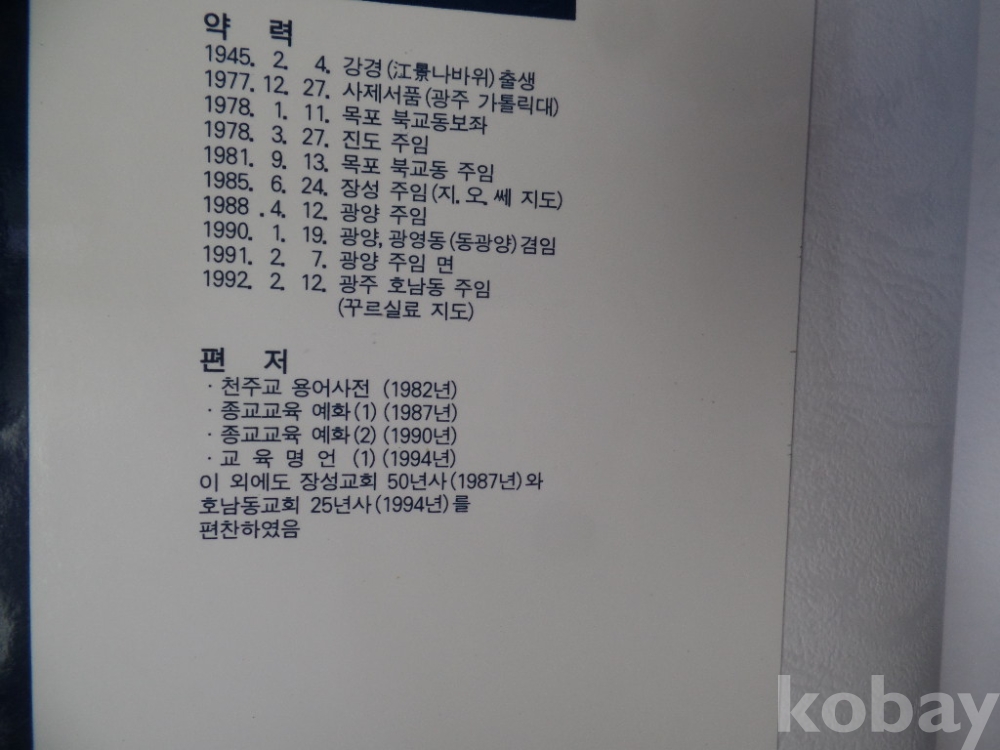 약 력
1945. 2. 4. 강경(江景나바위)출생
1977. 12. 27. 사제서품(광주 가톨릭대)
1978. 1. 11. 목포 북교동보좌
1978. 3. 27. 진도 주임
1981. 9. 13. 목포 북교동 주임
1985. 6. 24. 장성 주임(지.오.쎄 지도)
1988 .4. 12. 광양 주임
1990. 1. 19. 광양, 광영동(동광양)겸임
1991. 2. 7. 광양 주임 면
1992. 2. 12. 광주 호남동 주임
(꾸르실료 지도)
편 저
· 천주교 용어사전 (1982년)
· 종교교육 예화(1) (1987년)
· 종교교육 예화(2) (1990년)
· 교 육 명 언 (1) (1994년)
이 외에도 장성교회 50년사(1987년)와
호남동교회 25년사(1994년)를
편찬하였음
kobay